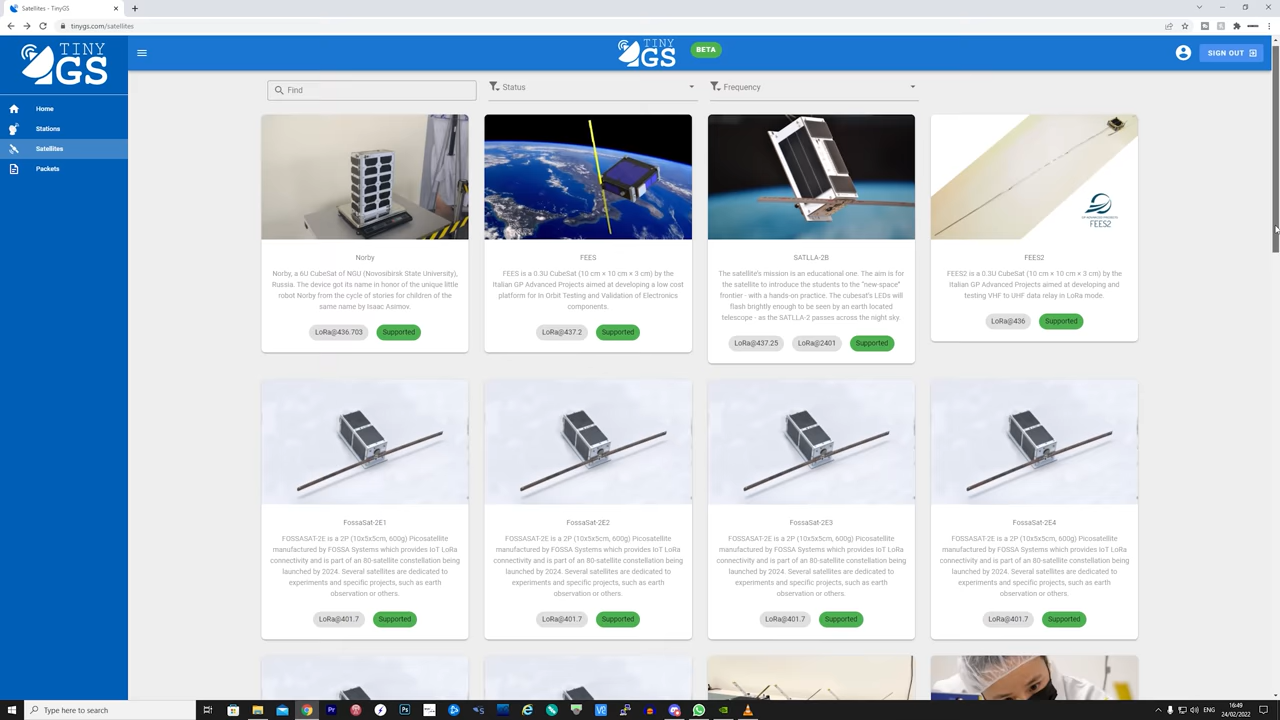 Satellites - TinyGS
tinygs.com/satellites
TINY
GS
TINY
GS
BETA
SIGN OUT
Home
Stations
Satellites
Packets
Find
Status
Frequency
GP ADVANCED PROJECTS
FEES2
Norby
Norby, a 6U CubeSat of NGU (Novosibirsk State University),
Russia. The device got its name in honor of the unique little
robot Norby from the cycle of stories for children of the
same name by Isaac Asimov.
LoRa@436.703
Supported
FEES
FEES is a 0.3U CubeSat (10 cm × 10 cm × 3 cm) by the
Italian GP Advanced Projects aimed at developing a low cost
platform for In Orbit Testing and Validation of Electronics
components.
LoRa@437.2
Supported
SATLLA-2B
The satellite's mission is an educational one. The aim is for
the satellite to introduce the students to the "new-space"
frontier - with a hands-on practice. The cubesat's LEDs will
flash brightly enough to be seen by an earth located
telescope - as the SATLLA-2 passes across the night sky.
LoRa@437.25
LoRa@2401
Supported
FEES2
FEES2 is a 0.3U CubeSat (10 cm × 10 cm × 3 cm) by the
Italian GP Advanced Projects aimed at developing and
testing VHF to UHF data relay in LoRa mode.
LoRa@436
Supported
FossaSat-2E1
FOSSASAT-2E is a 2P (10x5x5cm, 600g) Picosatellite
manufactured by FOSSA Systems which provides IoT LoRa
connectivity and is part of an 80-satellite constellation being
launched by 2024. Several satellites are dedicated to
experiments and specific projects, such as earth
observation or others.
LoRa@401.7
Supported
FossaSat-2E2
FOSSASAT-2E is a 2P (10x5x5cm, 600g) Picosatellite
manufactured by FOSSA Systems which provides IoT LoRa
connectivity and is part of an 80-satellite constellation being
launched by 2024. Several satellites are dedicated to
experiments and specific projects, such as earth
observation or others.
LoRa@401.7
Supported
FossaSat-2E3
FOSSASAT-2E is a 2P (10x5x5cm, 600g) Picosatellite
manufactured by FOSSA Systems which provides IoT LoRa
connectivity and is part of an 80-satellite constellation being
launched by 2024. Several satellites are dedicated to
experiments and specific projects, such as earth
observation or others.
LoRa@401.7
Supported
FossaSat-2E4
FOSSASAT-2E is a 2P (10x5x5cm, 600g) Picosatellite
manufactured by FOSSA Systems which provides IoT LoRa
connectivity and is part of an 80-satellite constellation being
launched by 2024. Several satellites are dedicated to
experiments and specific projects, such as earth
observation or others.
LoRa@401.7
Supported
Type here to search
ENG
16:49
24/02/2022